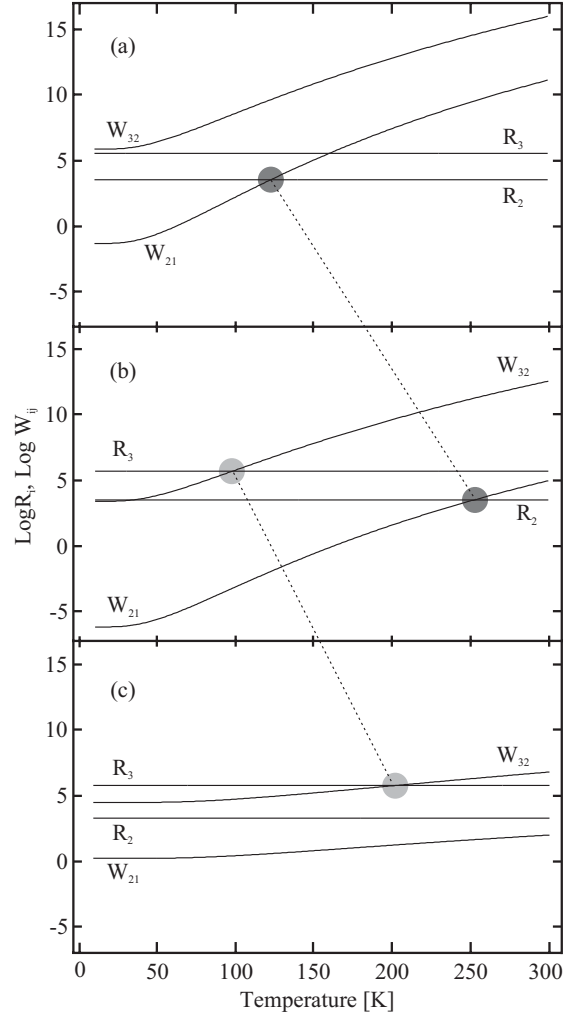 15
(a)
10
W₃₂
R₃
5
R₂
0
W₂₁
-5
15
(b)
W₃₂
10
R₃
5
R₂
0
W₂₁
-5
LogRᵢ, Log Wᵢⱼ
15
(c)
10
R₃
W₃₂
5
R₂
0
W₂₁
-5
0 50 100 150 200 250 300
Temperature [K]